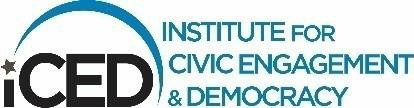 iCED
INSTITUTE FOR
CIVIC ENGAGEMENT
& DEMOCRACY